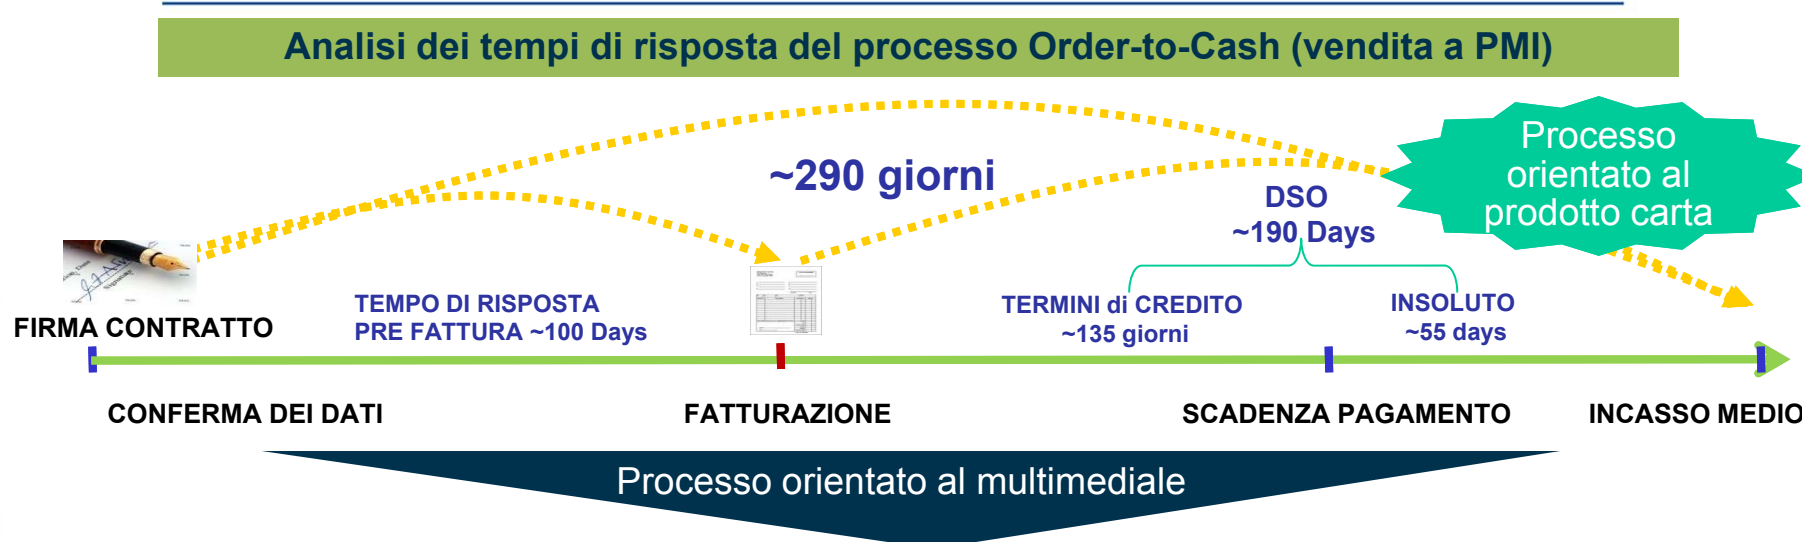 Analisi dei tempi di risposta del processo Order-to-Cash (vendita a PMI)
Processo
orientato al
prodotto carta
~290 giorni
DSO
~190 Days
TEMPO DI RISPOSTA
PRE FATTURA ~100 Days
TERMINI di CREDITO
~135 giorni
INSOLUTO
~55 days
FIRMA CONTRATTO
CONFERMA DEI DATI
FATTURAZIONE
SCADENZA PAGAMENTO
INCASSO MEDIO
Processo orientato al multimediale